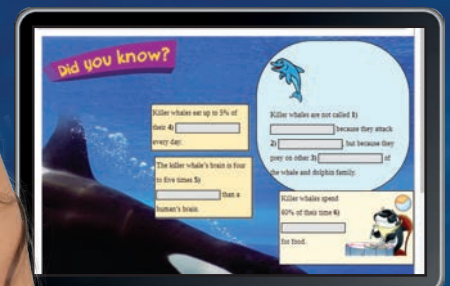 Did you know?
Killer whales eat up to 5% of
their 4)
every day.
The killer whale's brain is four
to five times 5)
than a
human's brain.
Killer whales are not called 1)
because they attack
2) , but because they
prey on other 3) of
the whale and dolphin family.
Killer whales spend
60% of their time 6)
for food.